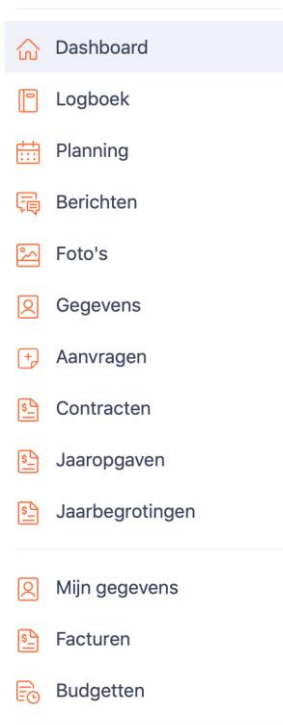 Dashboard
Logboek
Planning
Berichten
Foto's
Gegevens
Aanvragen
Contracten
Jaaropgaven
Jaarbegrotingen
Mijn gegevens
Facturen
Budgetten